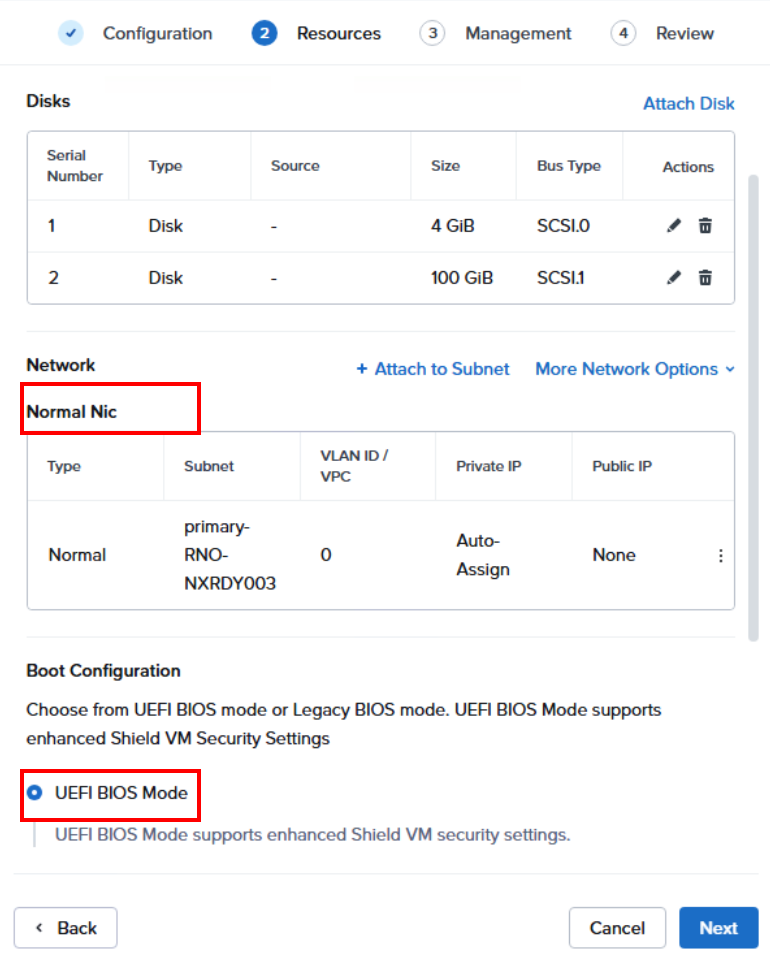 Configuration 2 Resources 3 Management 4 Review
Disks Attach Disk
Serial Number Type Source Size Bus Type Actions
1 Disk - 4 GiB SCSI.0
2 Disk - 100 GiB SCSI.1
Network + Attach to Subnet More Network Options
Normal Nic
Type Subnet VLAN ID / VPC Private IP Public IP
Normal primary-RNO-NXRDY003 0 Auto-Assign None
Boot Configuration
Choose from UEFI BIOS mode or Legacy BIOS mode. UEFI BIOS Mode supports
enhanced Shield VM Security Settings
UEFI BIOS Mode
UEFI BIOS Mode supports enhanced Shield VM security settings.
Back Cancel Next